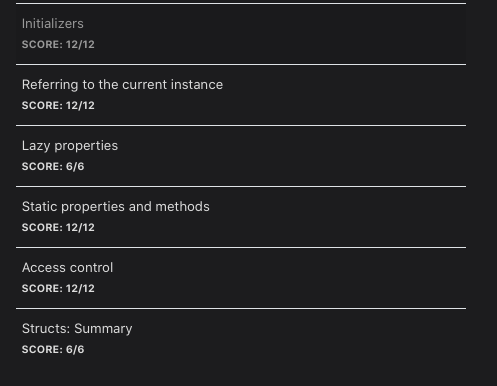 Initializers
SCORE: 12/12
Referring to the current instance
SCORE: 12/12
Lazy properties
SCORE: 6/6
Static properties and methods
SCORE: 12/12
Access control
SCORE: 12/12
Structs: Summary
SCORE: 6/6